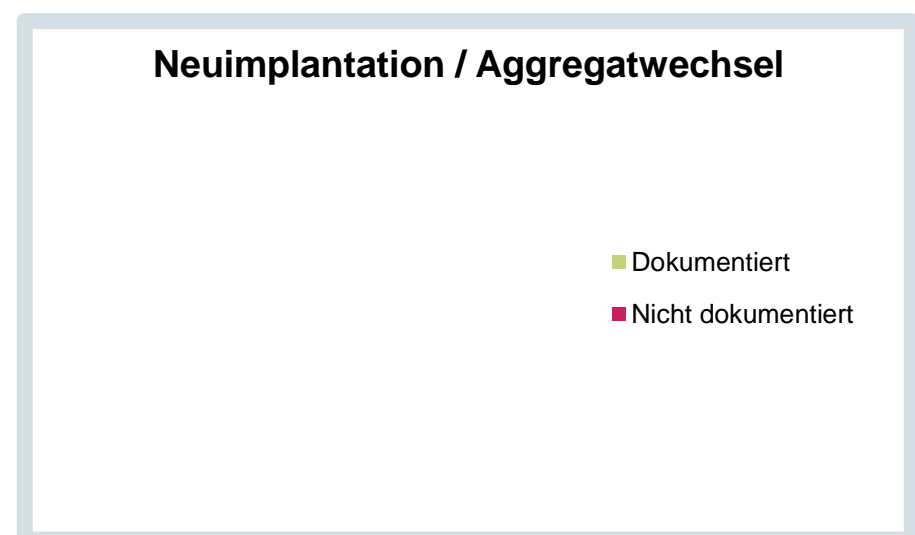 Neuimplantation / Aggregatwechsel
Dokumentiert
Nicht dokumentiert